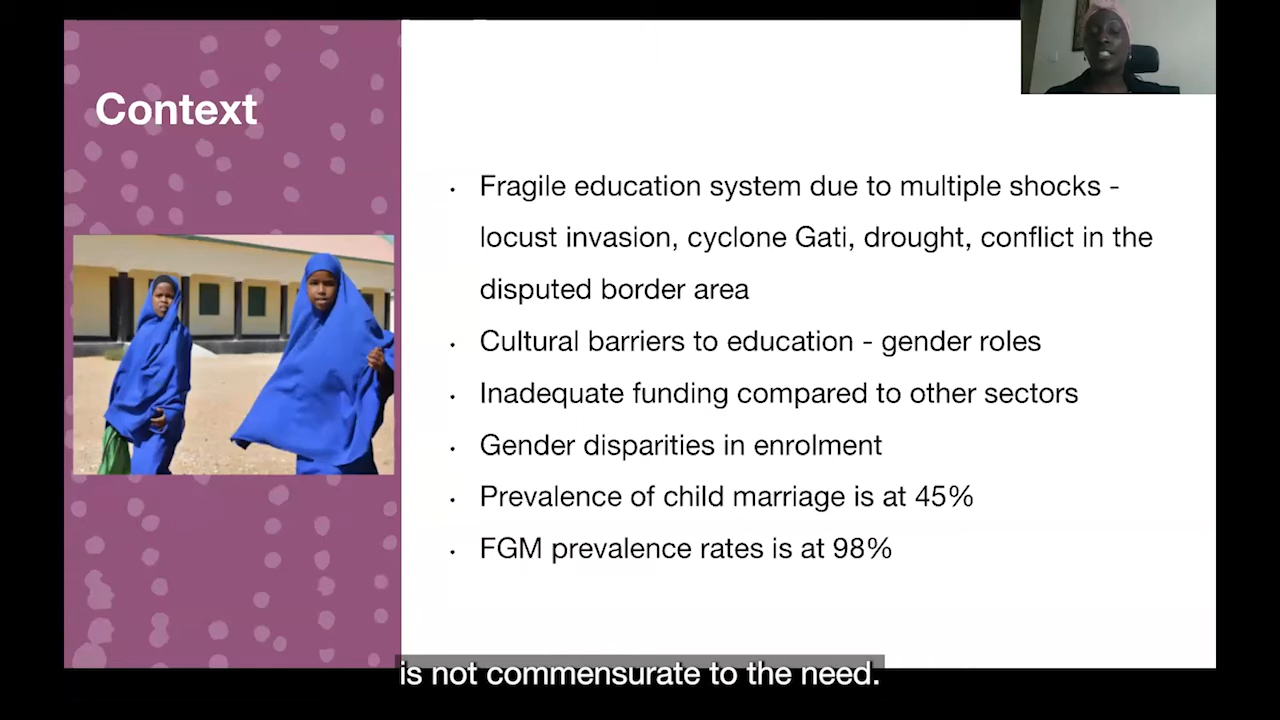 Context
Fragile education system due to multiple shocks -
locust invasion, cyclone Gati, drought, conflict in the
disputed border area
Cultural barriers to education - gender roles
Inadequate funding compared to other sectors
Gender disparities in enrolment
Prevalence of child marriage is at 45%
FGM prevalence rates is at 98%
is not commensurate to the need.